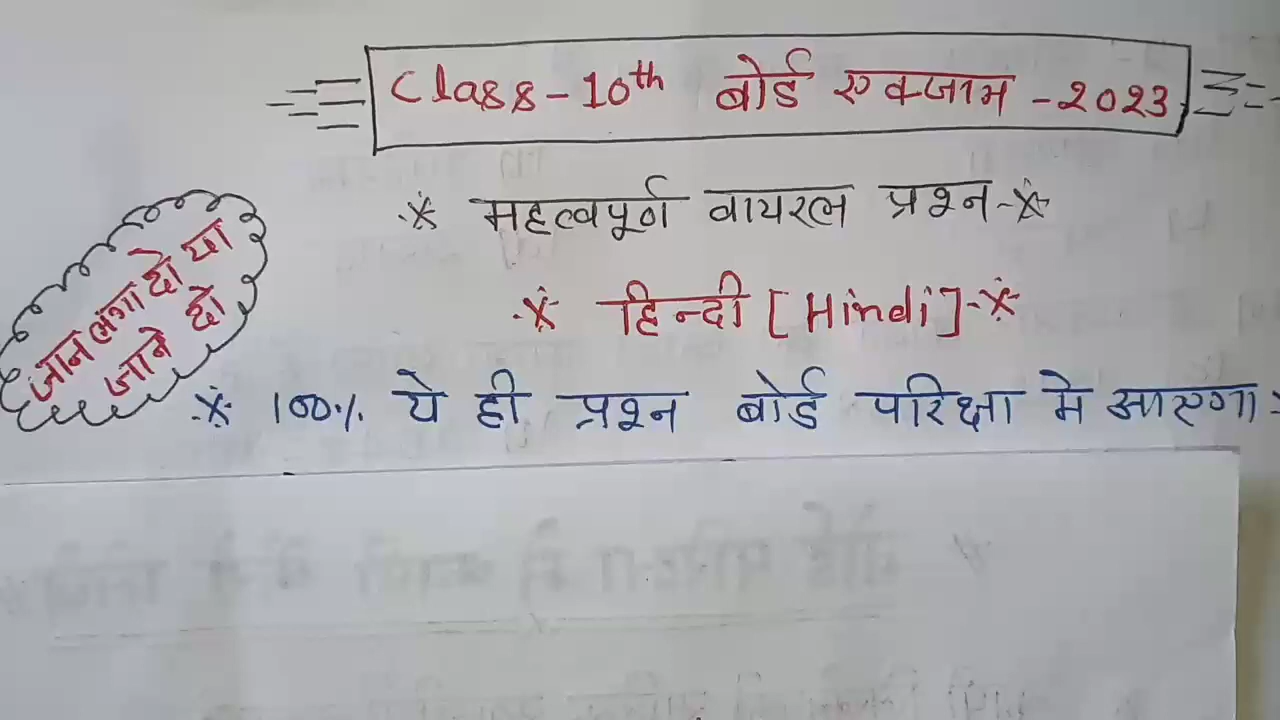 Class-10th बोर्ड एक्जाम -2023
* महत्वपूर्ण वायरल प्रश्न *
* हिन्दी [Hindi] *
जान लगा दो या
जाने दो
* 100% ये ही प्रश्न बोर्ड परिक्षा मे आएगा